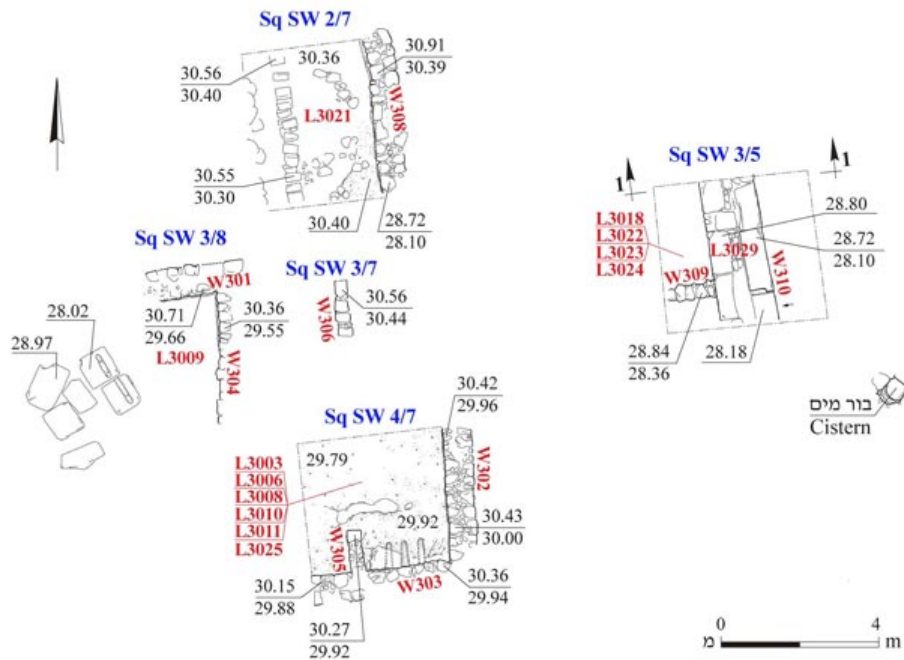 Sq SW 2/7
30.56
30.40
30.36
30.91
30.39
L3021
W308
30.55
30.30
30.40
28.72
28.10
Sq SW 3/5
1
1
L3018
L3022
L3023
L3024
28.80
L3029
28.72
28.10
W309
W310
28.84
28.36
28.18
Sq SW 3/8
W301
30.71
29.66
30.36
29.55
L3009
W304
28.02
28.97
Sq SW 3/7
W306
30.56
30.44
בור מים
Cistern
Sq SW 4/7
30.42
29.96
L3003
L3006
L3008
L3010
L3011
L3025
29.79
W302
29.92
30.43
30.00
W305
W303
30.15
29.88
30.36
29.94
30.27
29.92
0
4
מ
m